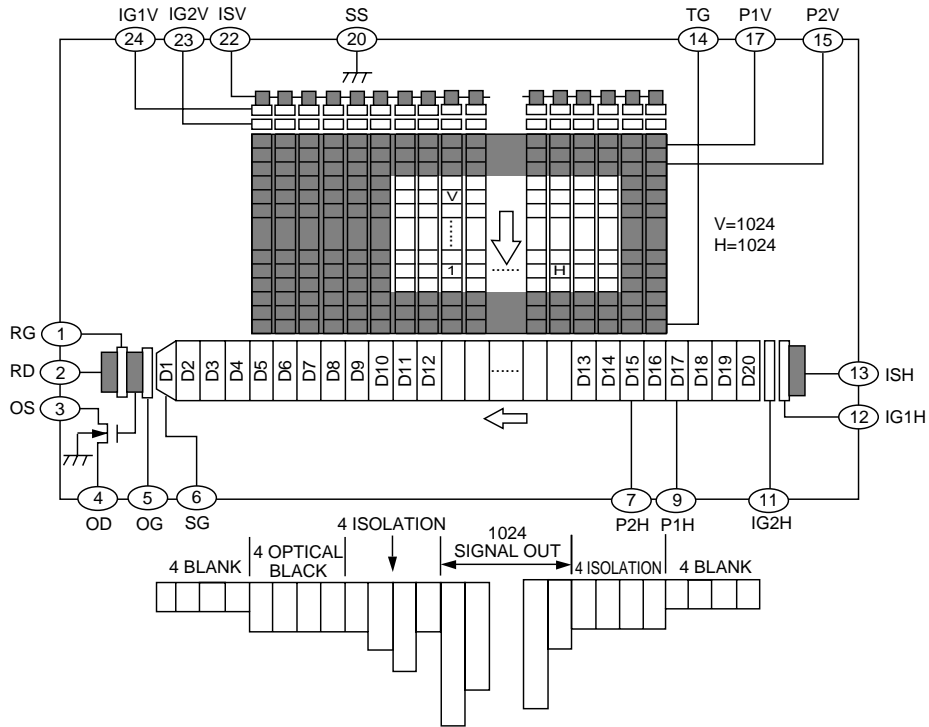 IG1V IG2V ISV SS TG P1V P2V
24 23 22 20 14 17 15
V
1 ...... H
V=1024
H=1024
RG 1
RD 2
OS 3
D1 D2 D3 D4 D5 D6 D7 D8 D9 D10 D11 D12 ...... D13 D14 D15 D16 D17 D18 D19 D20
13 ISH
12 IG1H
4 5 6 7 9 11
OD OG SG P2H P1H IG2H
4 BLANK
4 OPTICAL
BLACK
4 ISOLATION
1024
SIGNAL OUT
4 ISOLATION
4 BLANK